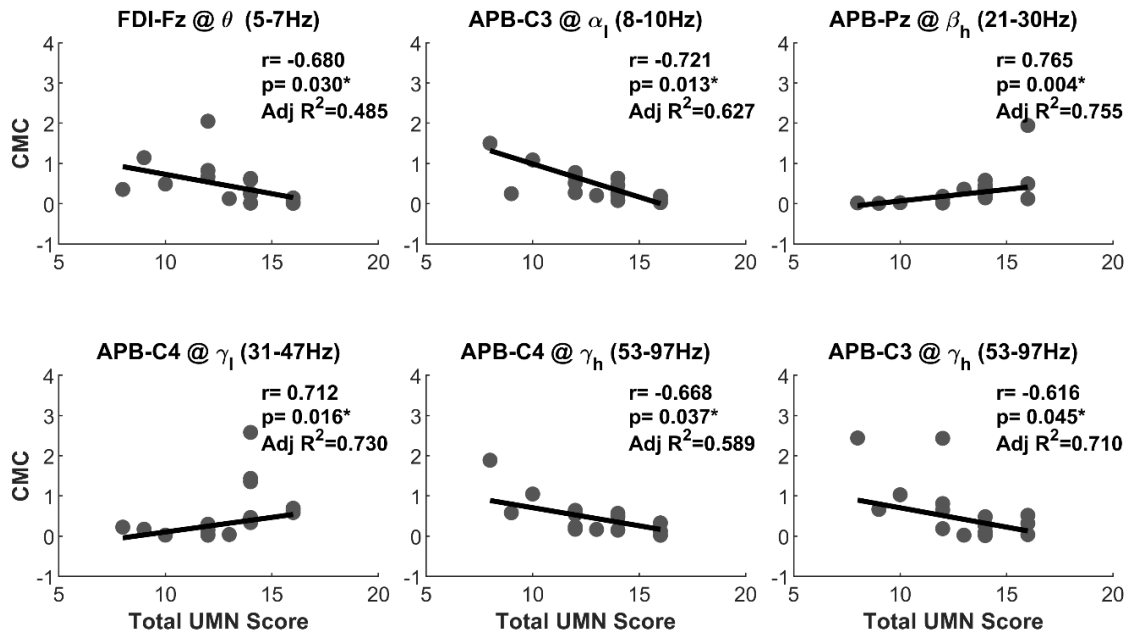 FDI-Fz @ θ (5-7Hz)
r= -0.680
p= 0.030*
Adj R²=0.485
CMC
4
3
2
1
0
-1
5
10
15
20
APB-C3 @ αl (8-10Hz)
r= -0.721
p= 0.013*
Adj R²=0.627
4
3
2
1
0
-1
5
10
15
20
APB-Pz @ βh (21-30Hz)
r= 0.765
p= 0.004*
Adj R²=0.755
4
3
2
1
0
-1
5
10
15
20
APB-C4 @ γl (31-47Hz)
r= 0.712
p= 0.016*
Adj R²=0.730
CMC
4
3
2
1
0
-1
5
10
15
20
Total UMN Score
APB-C4 @ γh (53-97Hz)
r= -0.668
p= 0.037*
Adj R²=0.589
4
3
2
1
0
-1
5
10
15
20
Total UMN Score
APB-C3 @ γh (53-97Hz)
r= -0.616
p= 0.045*
Adj R²=0.710
4
3
2
1
0
-1
5
10
15
20
Total UMN Score